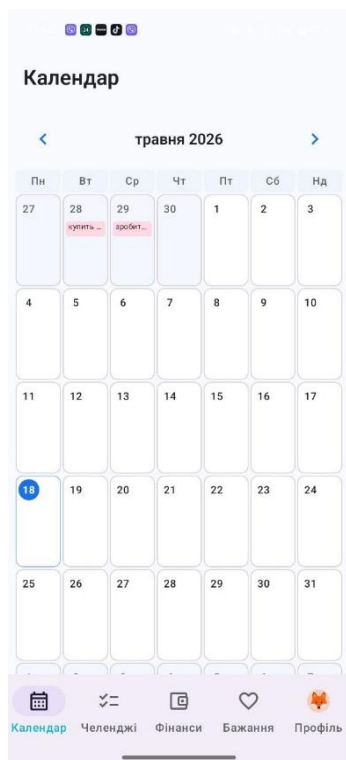 Календар
травня 2026
Пн Вт Ср Чт Пт Сб Нд
27 28 29 30 1 2 3
купить ... зробит...
4 5 6 7 8 9 10
11 12 13 14 15 16 17
18 19 20 21 22 23 24
25 26 27 28 29 30 31
Календар Челенджі Фінанси Бажання Профіль